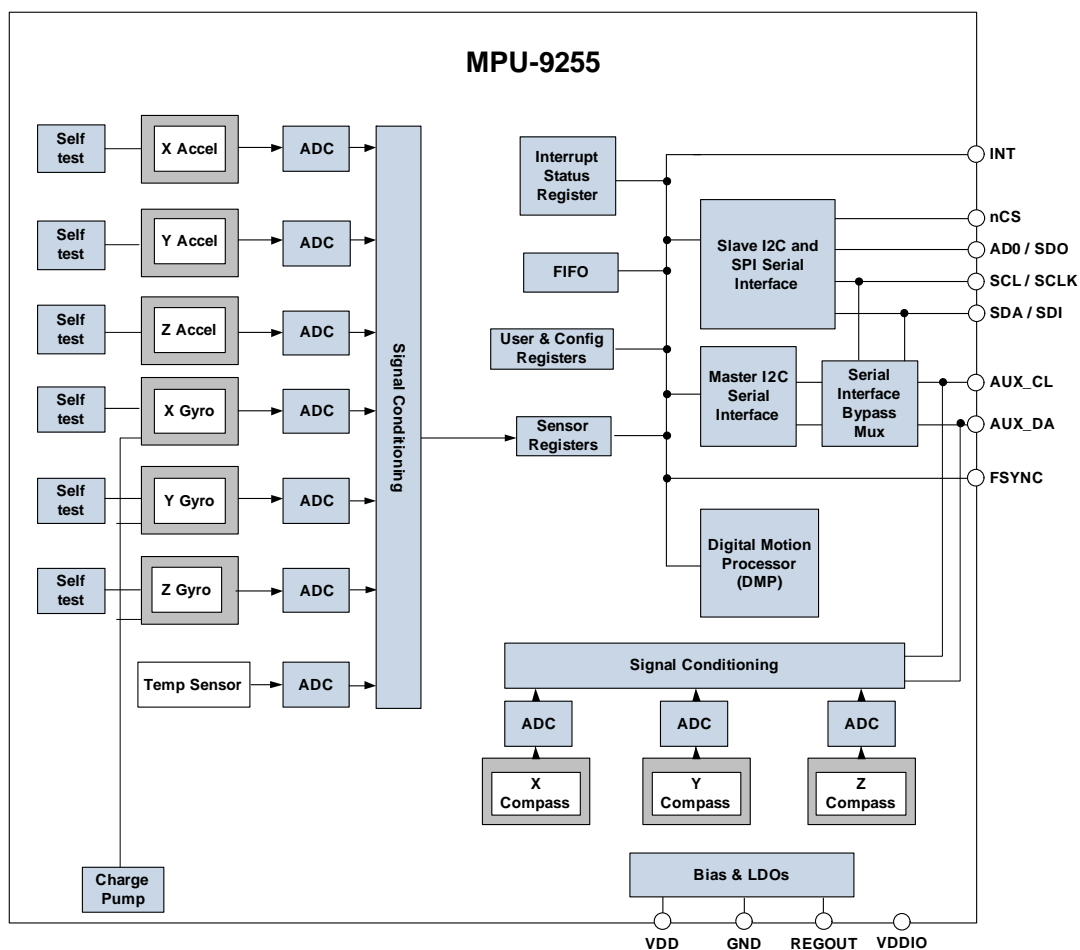 MPU-9255
Self
test
X Accel
ADC
Self
test
Y Accel
ADC
Self
test
Z Accel
ADC
Self
test
X Gyro
ADC
Self
test
Y Gyro
ADC
Self
test
Z Gyro
ADC
Temp Sensor
ADC
Signal Conditioning
Charge
Pump
Interrupt
Status
Register
FIFO
User & Config
Registers
Sensor
Registers
Slave I2C and
SPI Serial
Interface
Master I2C
Serial
Interface
Serial
Interface
Bypass
Mux
Digital Motion
Processor
(DMP)
INT
nCS
AD0 / SDO
SCL / SCLK
SDA / SDI
AUX_CL
AUX_DA
FSYNC
Signal Conditioning
ADC
ADC
ADC
X
Compass
Y
Compass
Z
Compass
Bias & LDOs
VDD
GND
REGOUT
VDDIO